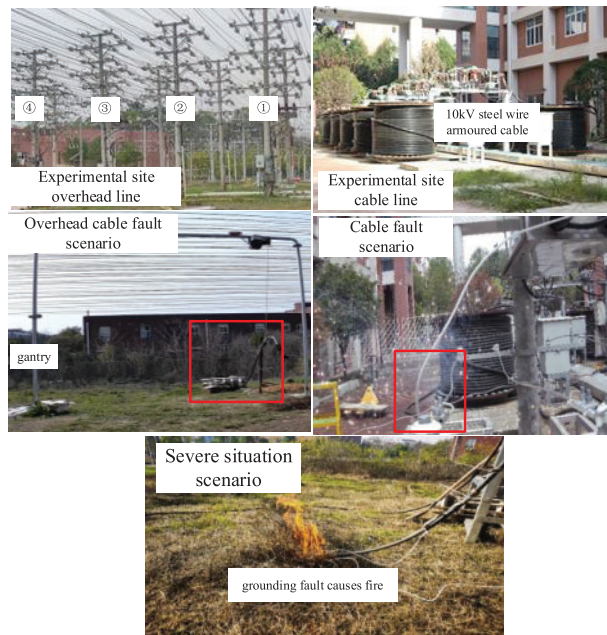 ④
③
②
①
Experimental site
overhead line
10kV steel wire
armoured cable
Experimental site
cable line
Overhead cable fault
scenario
gantry
Cable fault
scenario
Severe situation
scenario
grounding fault causes fire